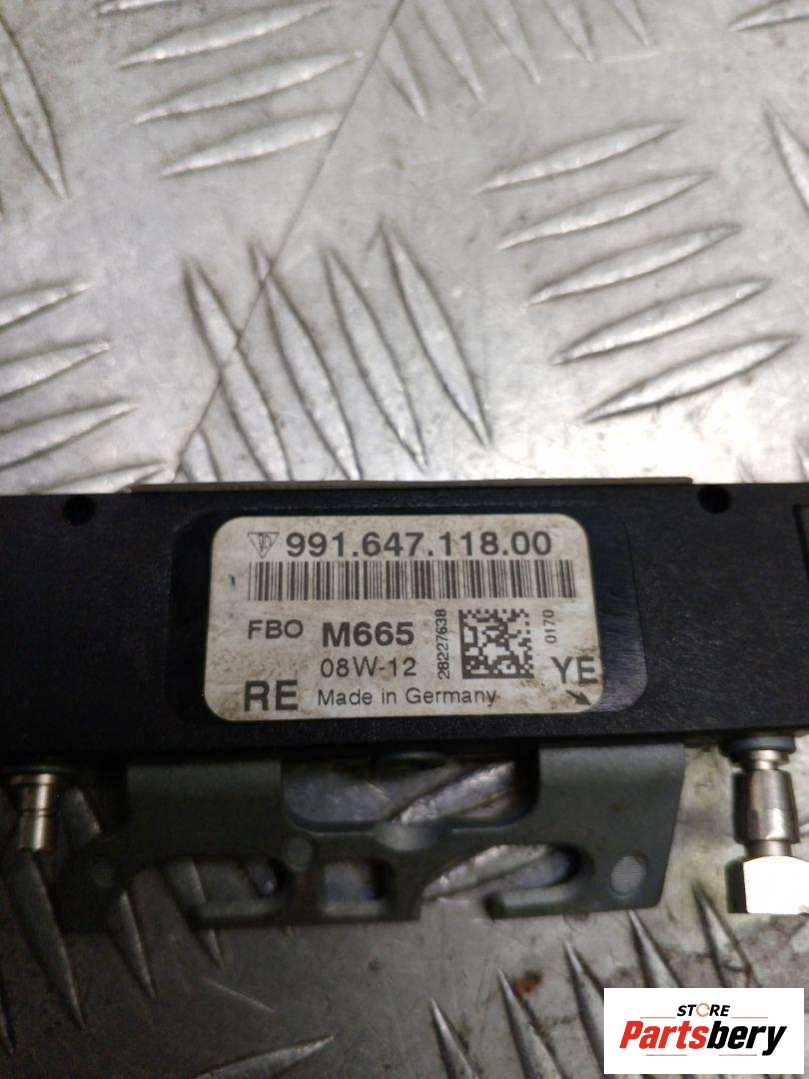 991.647.118.00
FBO M665
08W-12
28227638
0170
RE Made in Germany
YE
STORE
Partsbery